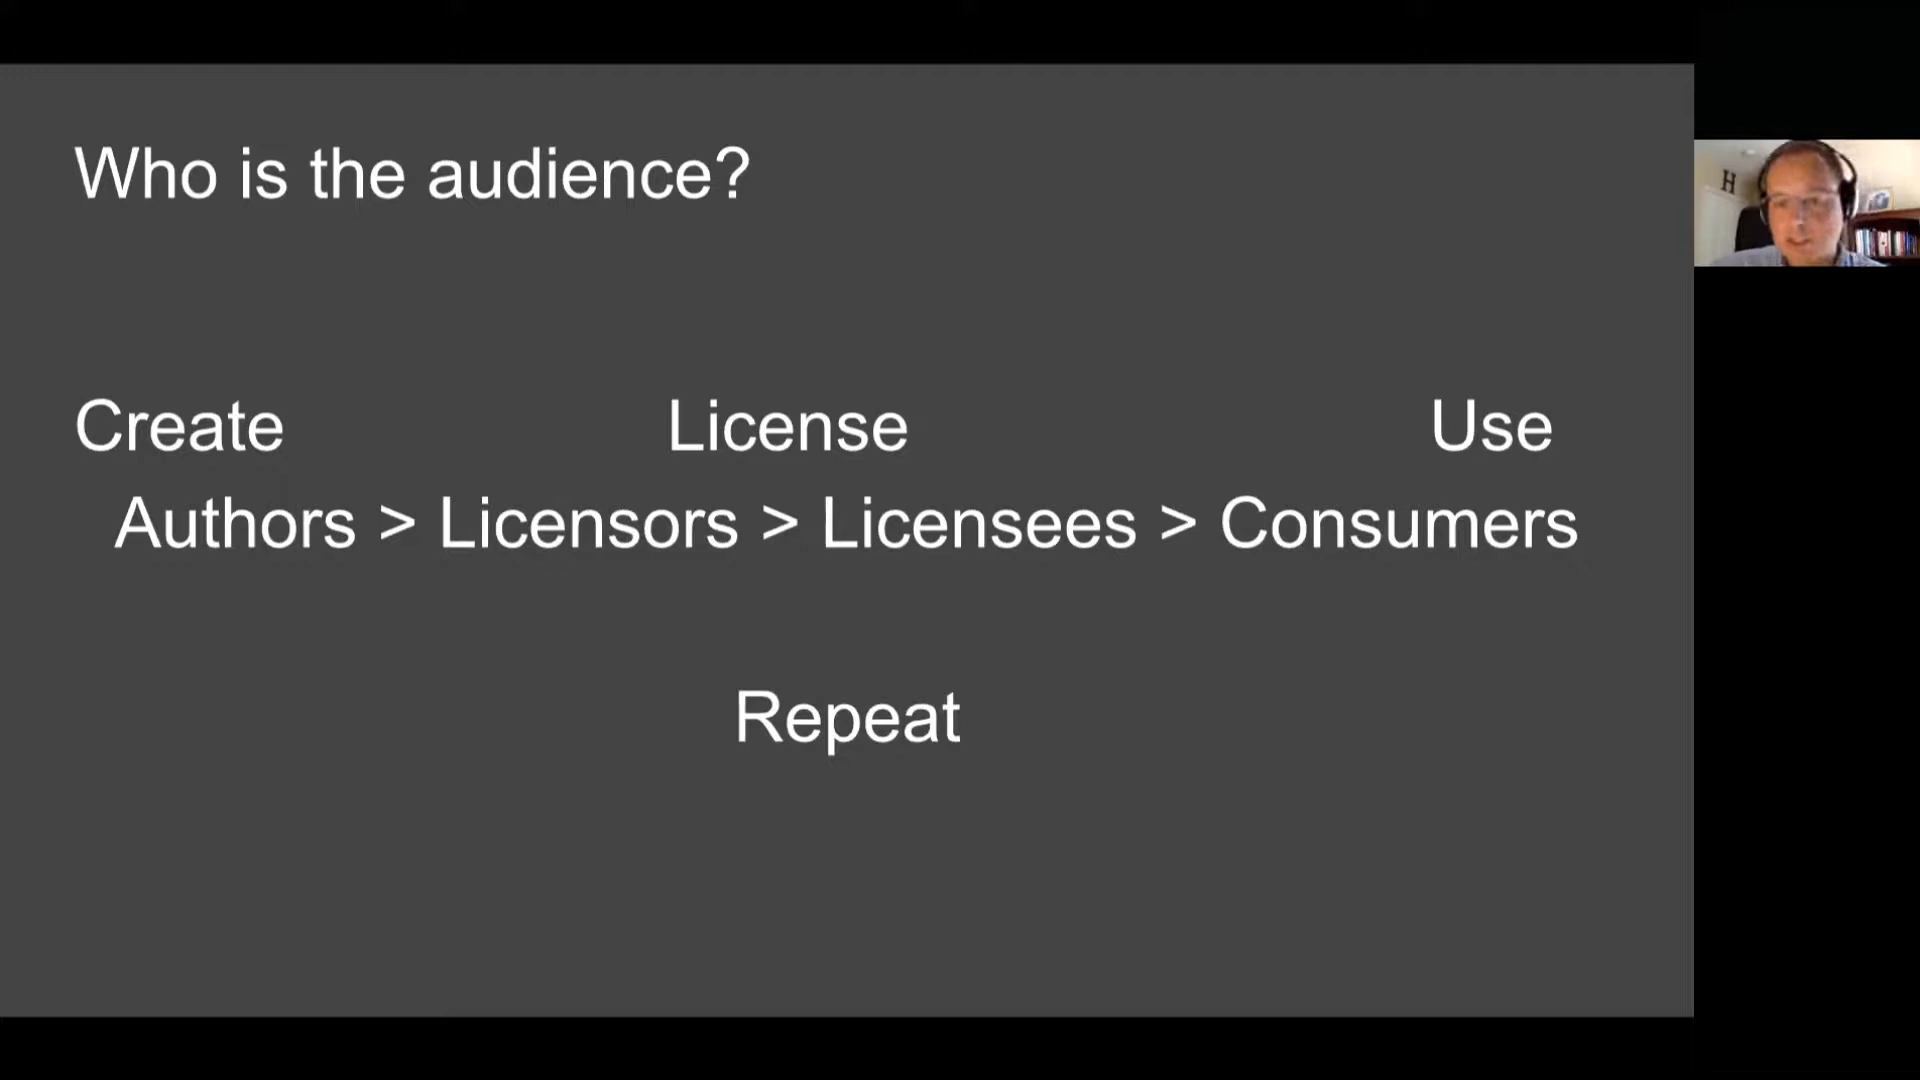 Who is the audience?
Create License Use
Authors > Licensors > Licensees > Consumers
Repeat
H